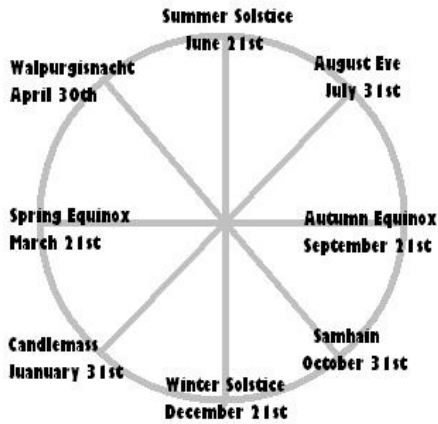 Summer Solstice
June 21st
August Eve
July 31st
Autumn Equinox
September 21st
Samhain
October 31st
Winter Solstice
December 21st
Candlemass
Juanuary 31st
Spring Equinox
March 21st
Walpurgisnacht
April 30th